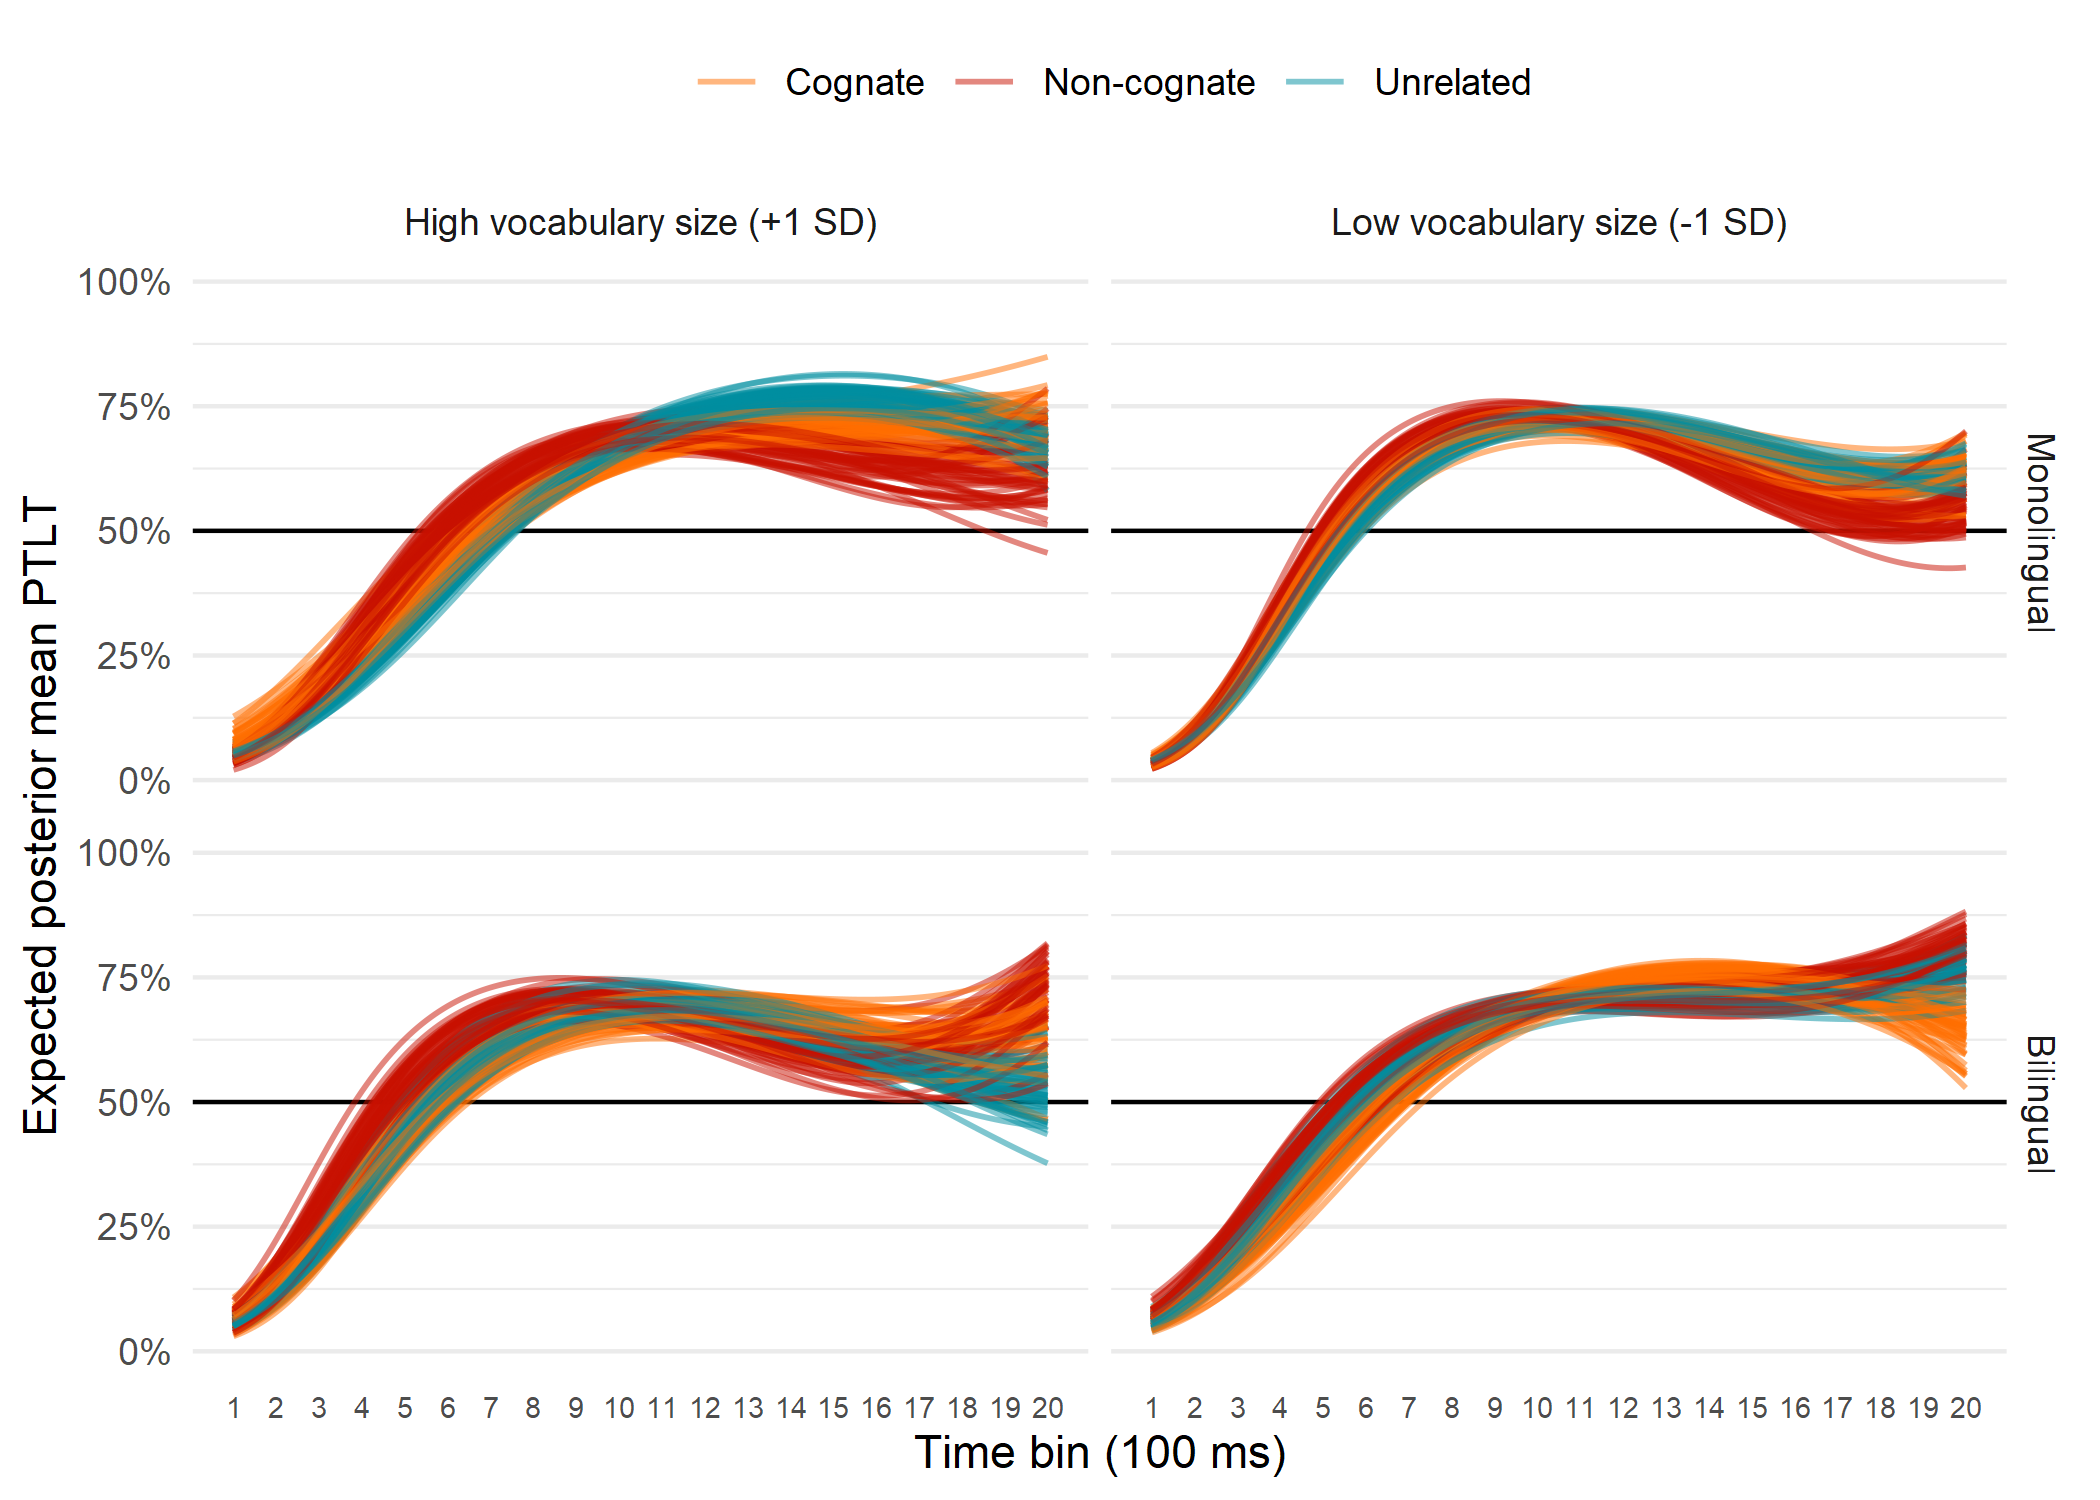 Cognate Non-cognate Unrelated
High vocabulary size (+1 SD) Low vocabulary size (-1 SD)
Expected posterior mean PTLT
100%
75%
50%
25%
0%
Monolingual
100%
75%
50%
25%
0%
Bilingual
1 2 3 4 5 6 7 8 9 10 11 12 13 14 15 16 17 18 19 20 1 2 3 4 5 6 7 8 9 10 11 12 13 14 15 16 17 18 19 20
Time bin (100 ms)